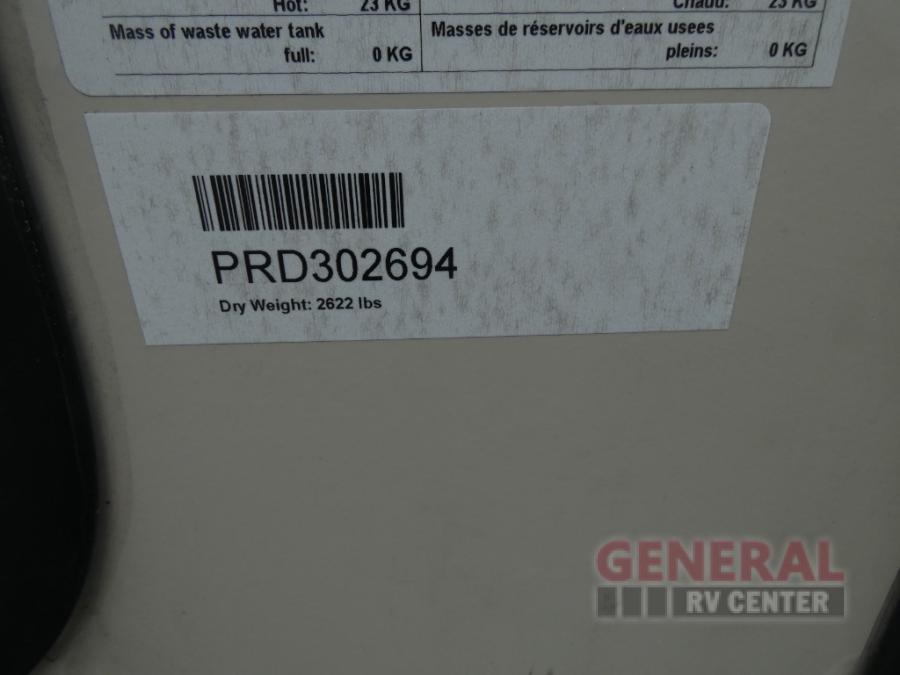 Hot: 23 KG
Chaud: 23 KG
Mass of waste water tank
full: 0 KG
Masses de réservoirs d'eaux usees
pleins: 0 KG
PRD302694
Dry Weight: 2622 lbs
GENERAL
RV CENTER